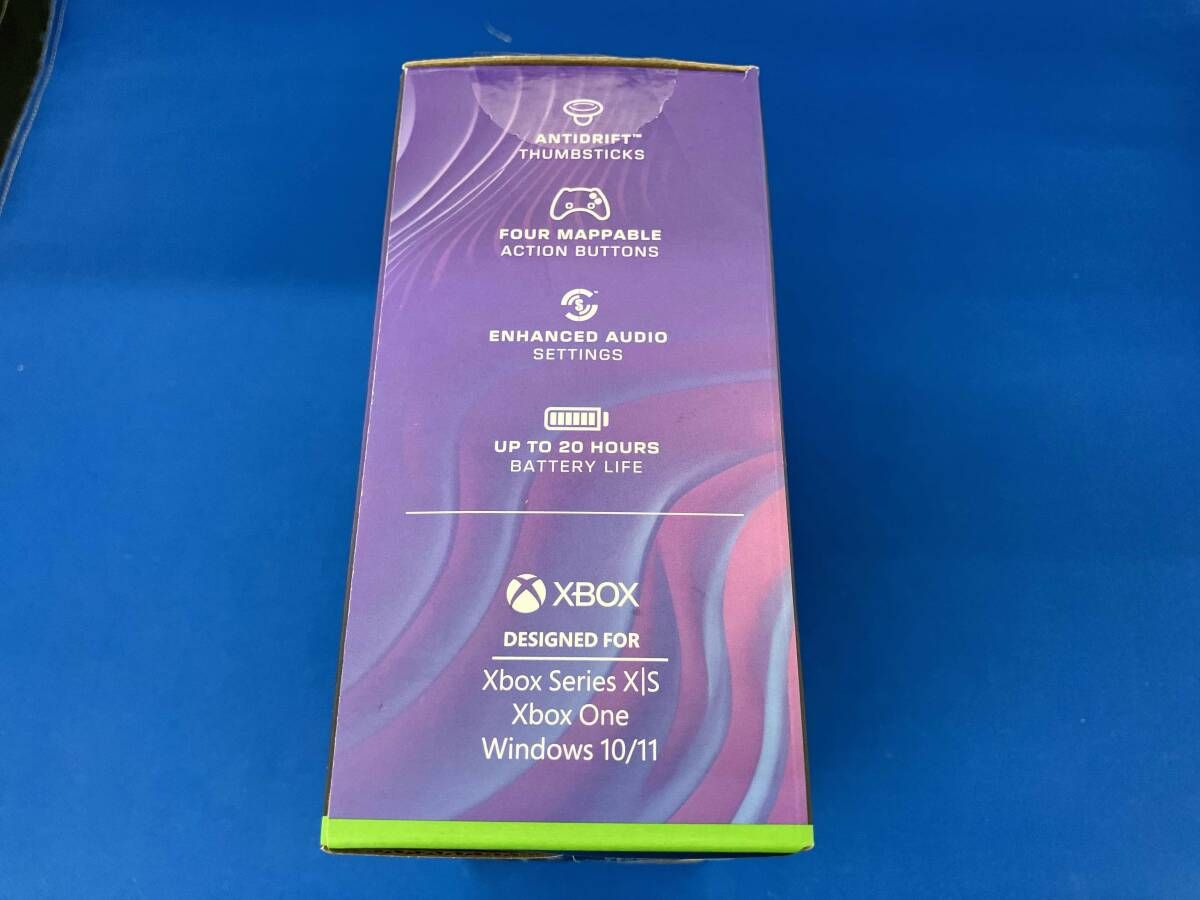 ANTIDRIFT™
THUMBSTICKS
FOUR MAPPABLE
ACTION BUTTONS
ENHANCED AUDIO
SETTINGS
UP TO 20 HOURS
BATTERY LIFE
XBOX
DESIGNED FOR
Xbox Series X|S
Xbox One
Windows 10/11